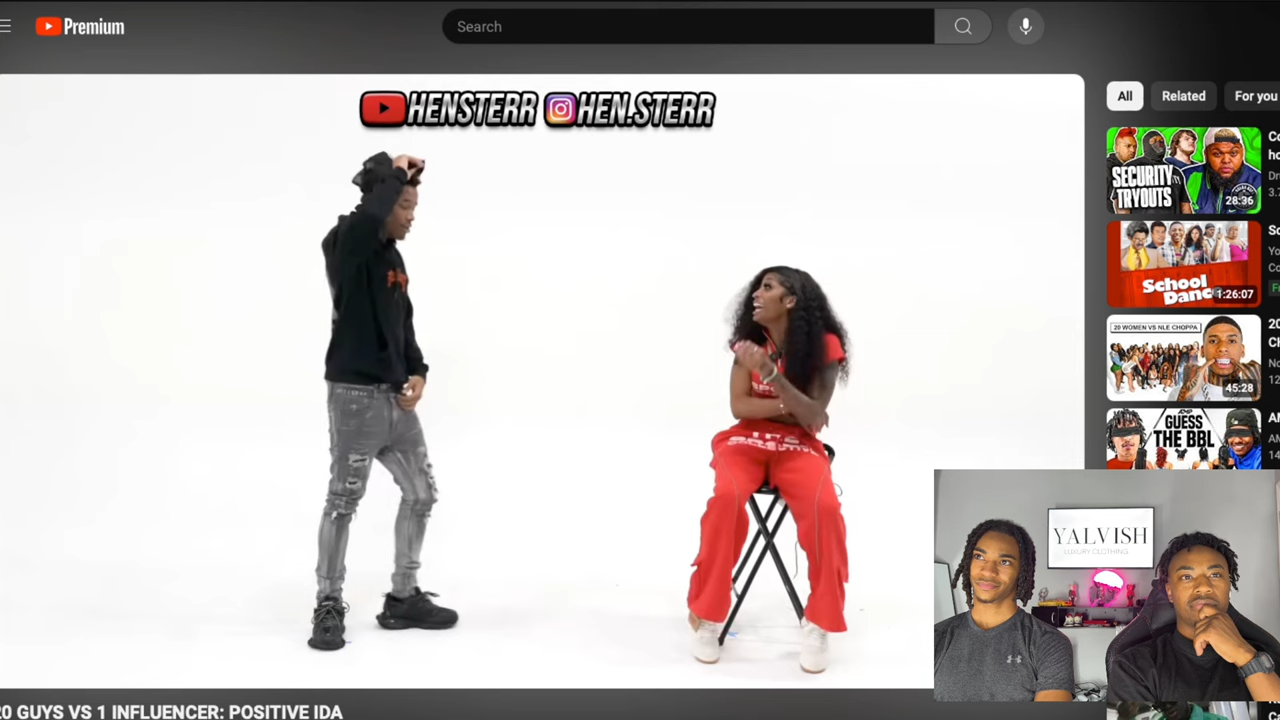 Premium
Search
HENSTERR HEN.STERR
All Related For you
SECURITY
TRYOUTS
28:36
School
Dance
1:26:07
20 WOMEN VS NLE CHOPPA
45:28
AMP
GUESS
THE BBL
YALVISH
LUXURY CLOTHING
20 GUYS VS 1 INFLUENCER: POSITIVE IDA